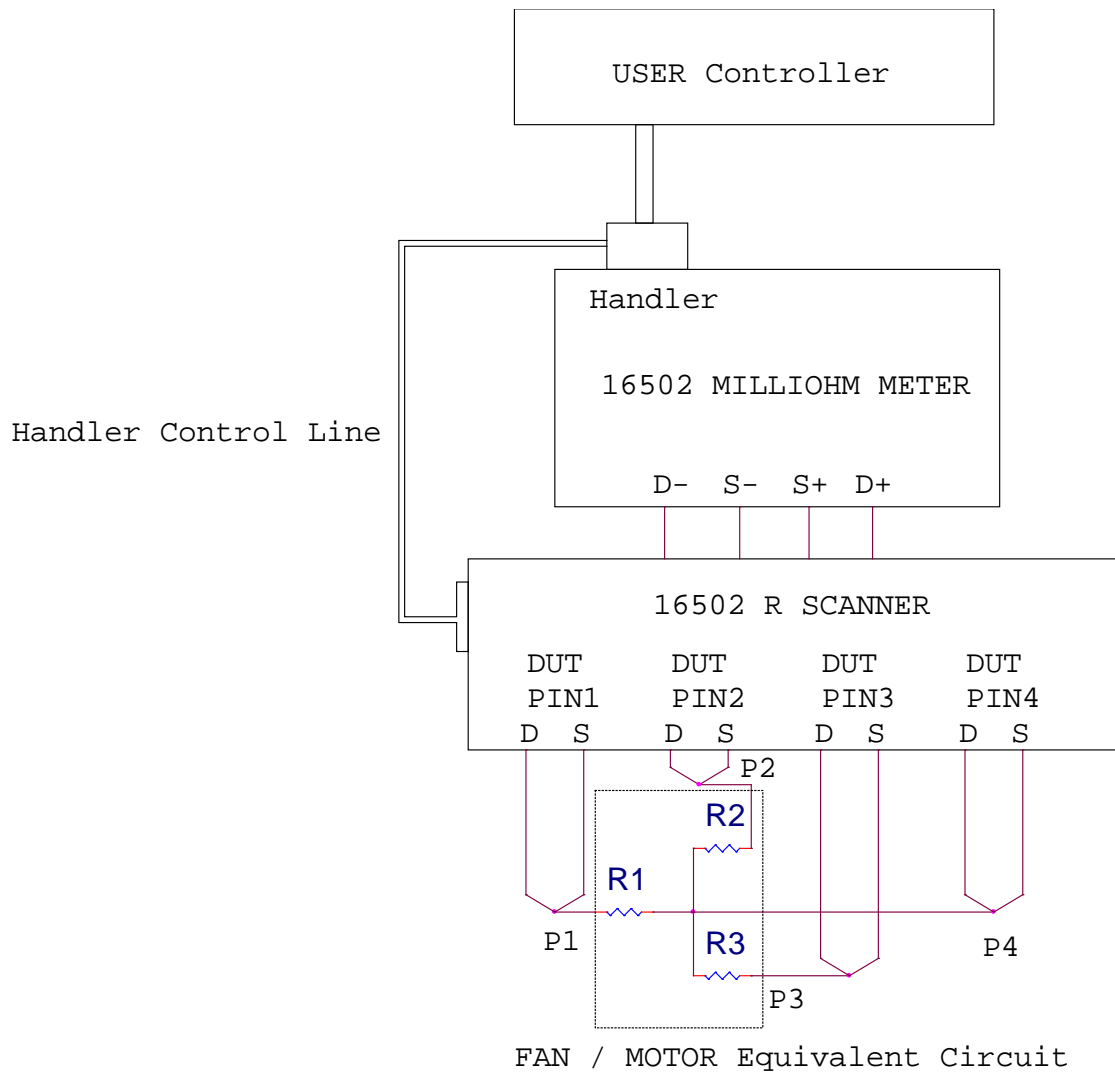 USER Controller
Handler
16502 MILLIOHM METER
Handler Control Line
D- S- S+ D+
16502 R SCANNER
DUT DUT DUT DUT
PIN1 PIN2 PIN3 PIN4
D S D S D S D S
P2
R2
R1
P1 R3 P4
P3
FAN / MOTOR Equivalent Circuit